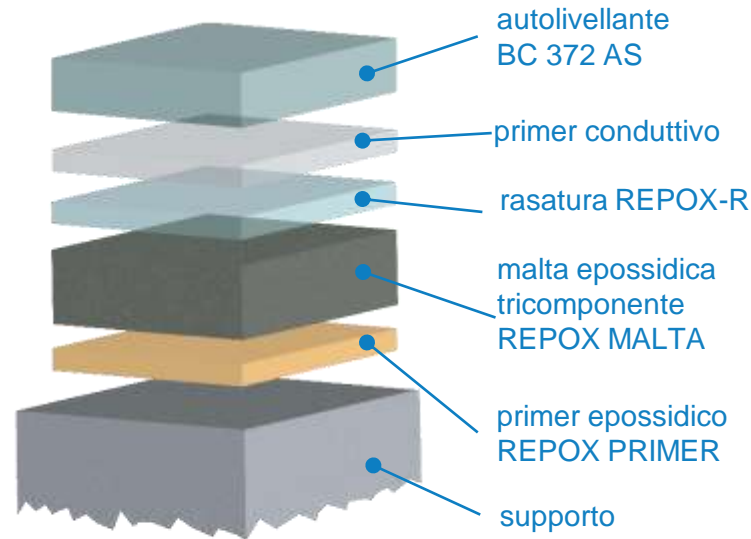 autolivellante
BC 372 AS
primer conduttivo
rasatura REPOX-R
malta epossidica
tricomponente
REPOX MALTA
primer epossidico
REPOX PRIMER
supporto